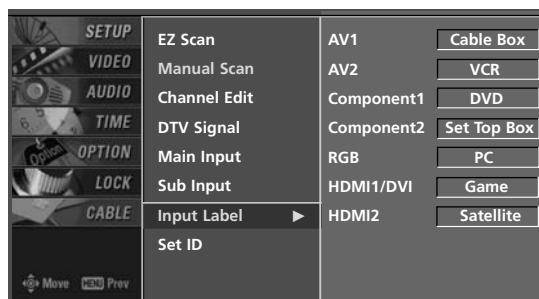 SETUP
VIDEO
AUDIO
TIME
Option OPTION
LOCK
CABLE
Move MENU Prev
EZ Scan
Manual Scan
Channel Edit
DTV Signal
Main Input
Sub Input
Input Label ▶
Set ID
AV1 Cable Box
AV2 VCR
Component1 DVD
Component2 Set Top Box
RGB PC
HDMI1/DVI Game
HDMI2 Satellite